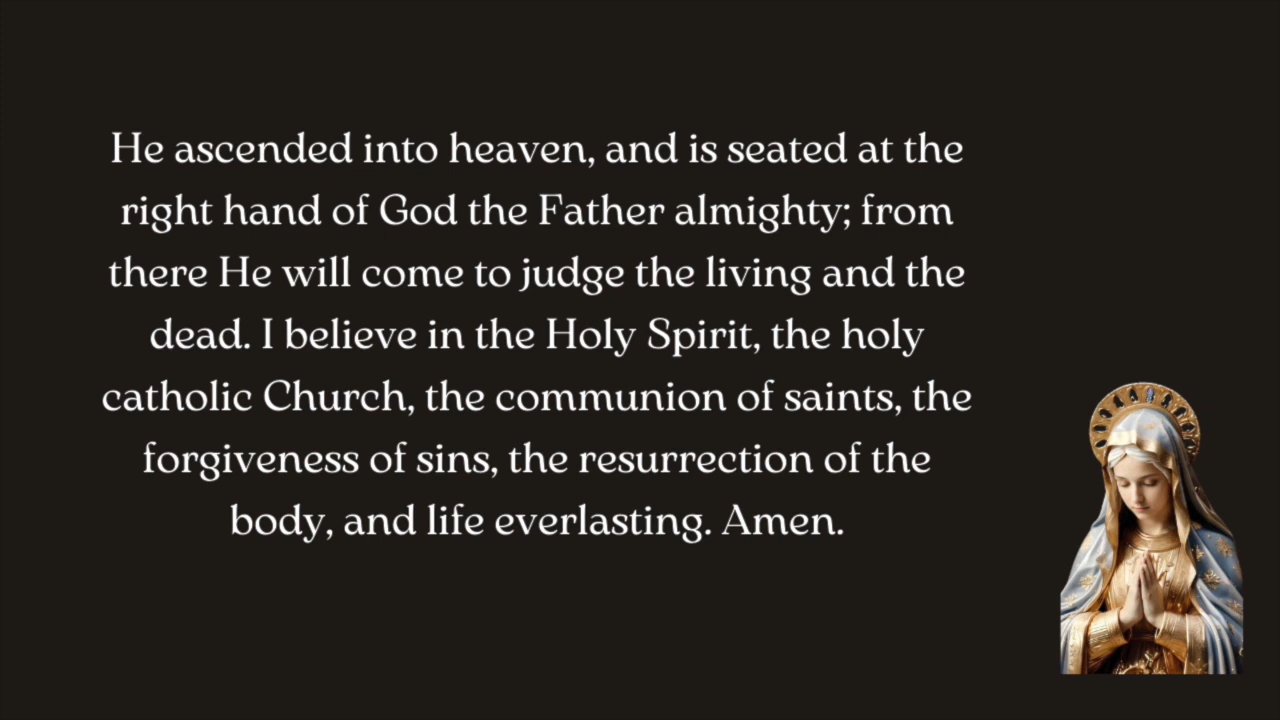 He ascended into heaven, and is seated at the
right hand of God the Father almighty; from
there He will come to judge the living and the
dead. I believe in the Holy Spirit, the holy
catholic Church, the communion of saints, the
forgiveness of sins, the resurrection of the
body, and life everlasting. Amen.